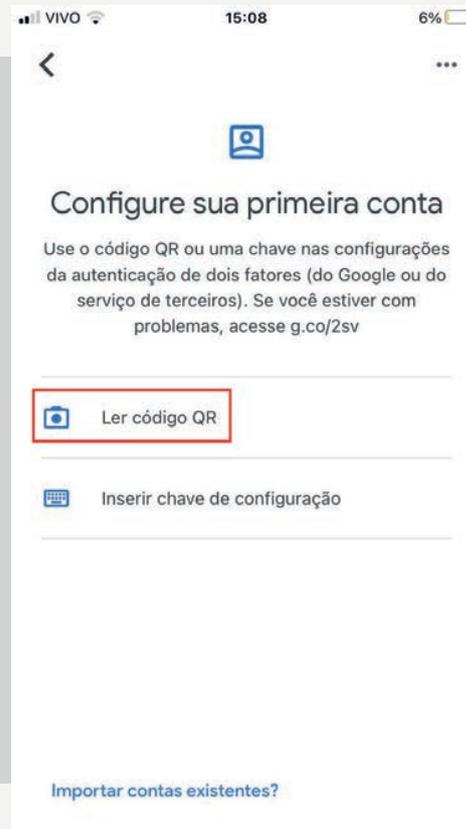 VIVO 15:08 6%
Configure sua primeira conta
Use o código QR ou uma chave nas configurações
da autenticação de dois fatores (do Google ou do
serviço de terceiros). Se você estiver com
problemas, acesse g.co/2sv
Ler código QR
Inserir chave de configuração
Importar contas existentes?